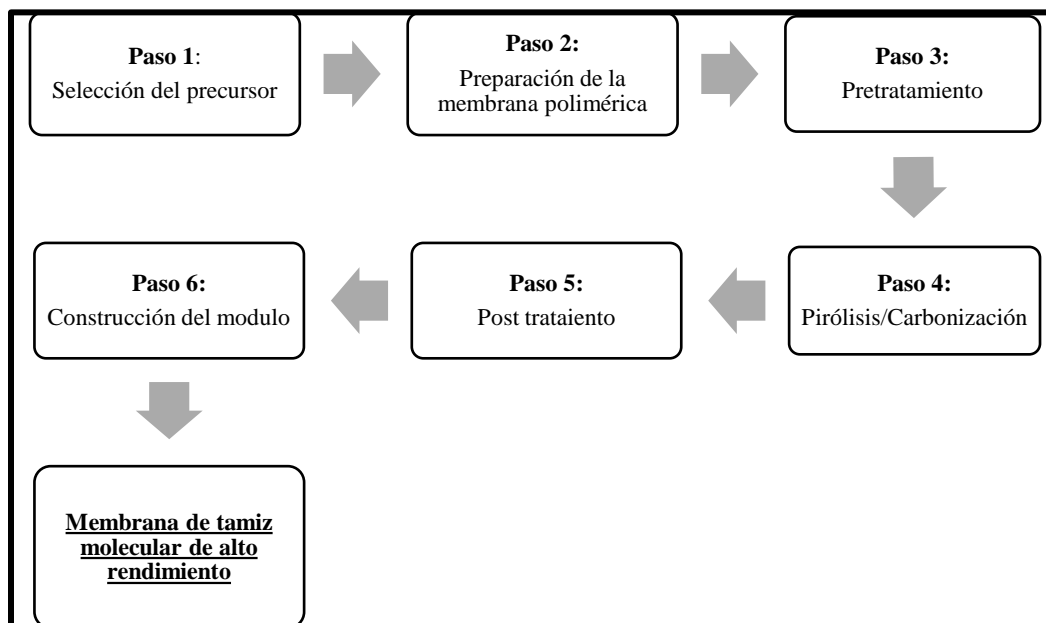 Paso 1:
Selección del precursor
Paso 2:
Preparación de la
membrana polimérica
Paso 3:
Pretratamiento
Paso 4:
Pirólisis/Carbonización
Paso 5:
Post trataiento
Paso 6:
Construcción del modulo
Membrana de tamiz
molecular de alto
rendimiento